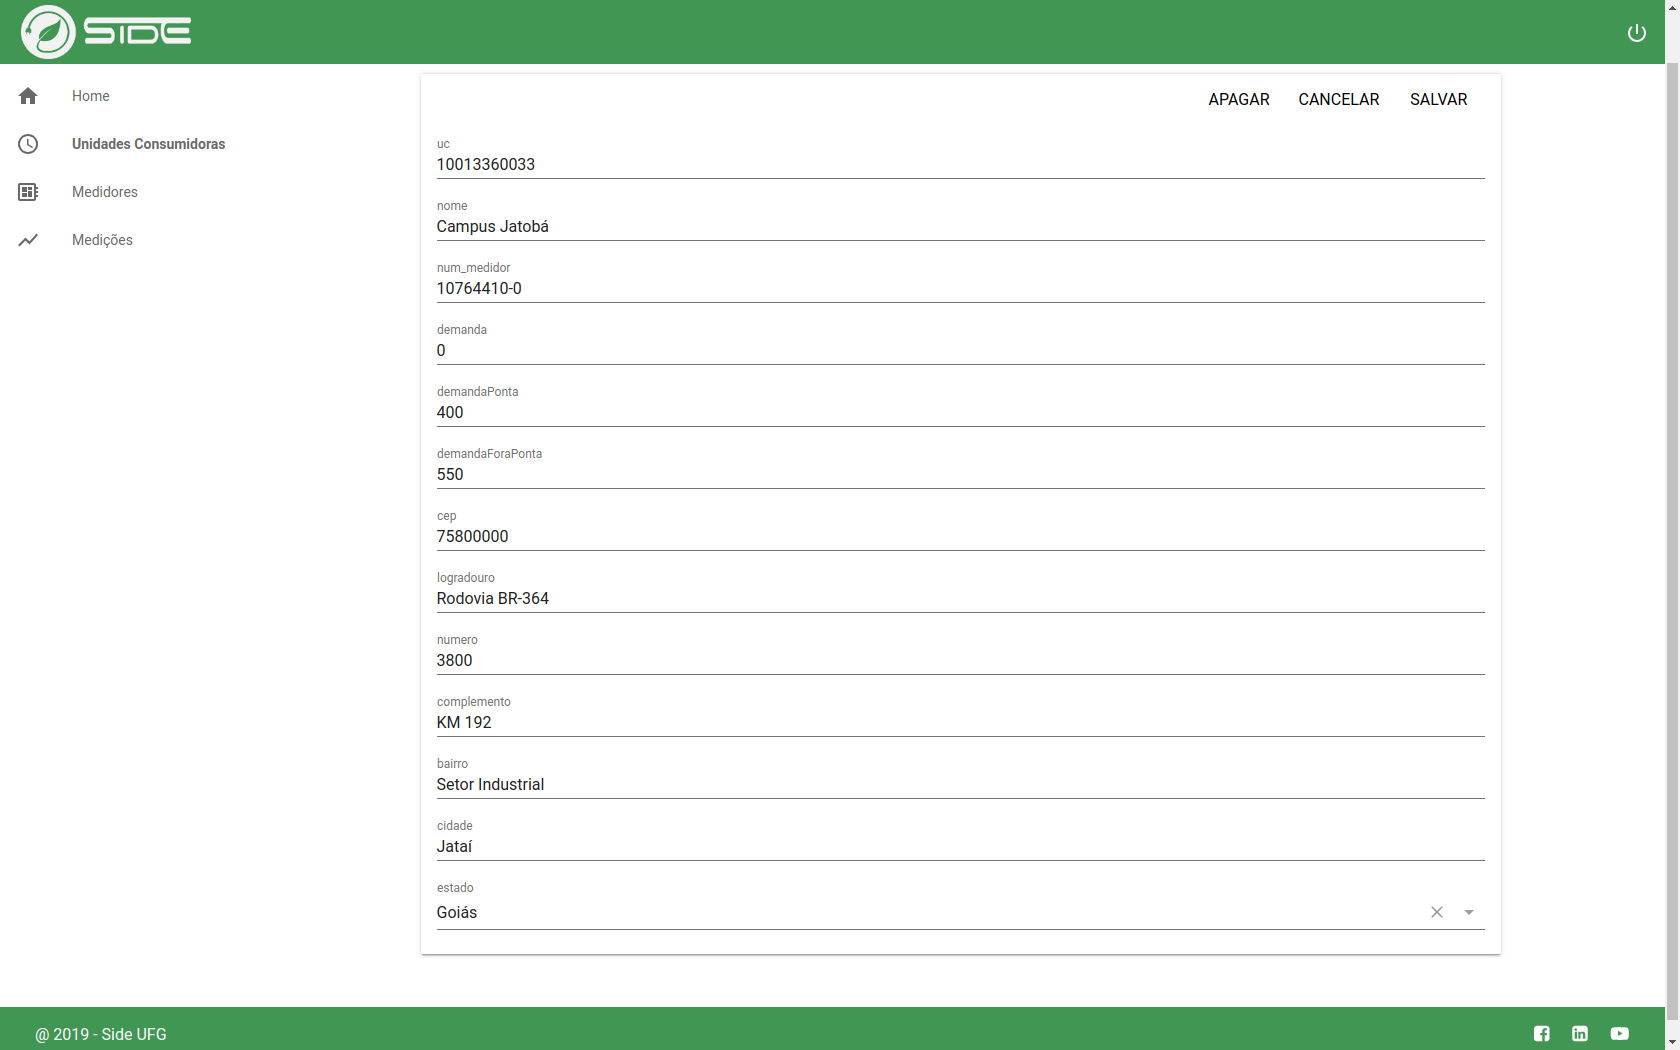 SIDE
Home
Unidades Consumidoras
Medidores
Medições
APAGAR CANCELAR SALVAR
uc
10013360033
nome
Campus Jatobá
num_medidor
10764410-0
demanda
0
demandaPonta
400
demandaForaPonta
550
cep
75800000
logradouro
Rodovia BR-364
numero
3800
complemento
KM 192
bairro
Setor Industrial
cidade
Jataí
estado
Goiás
@ 2019 - Side UFG